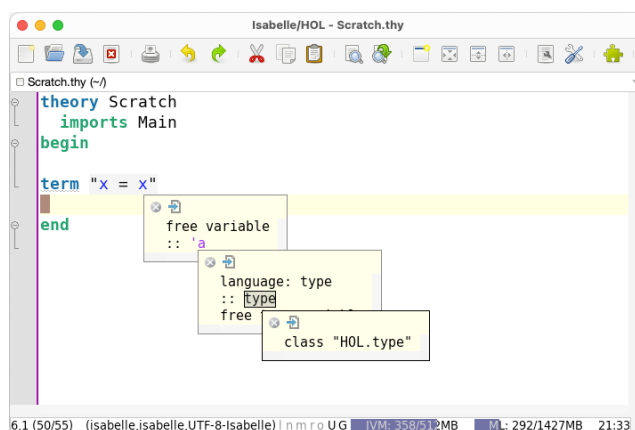 Isabelle/HOL - Scratch.thy
Scratch.thy (~/)
theory Scratch
imports Main
begin
term "x = x"
end
free variable
:: 'a
language: type
:: type
free
class "HOL.type"
6.1 (50/55) (isabelle,isabelle,UTF-8-Isabelle) | n m r o U G JVM: 358/512MB ML: 292/1427MB 21:33